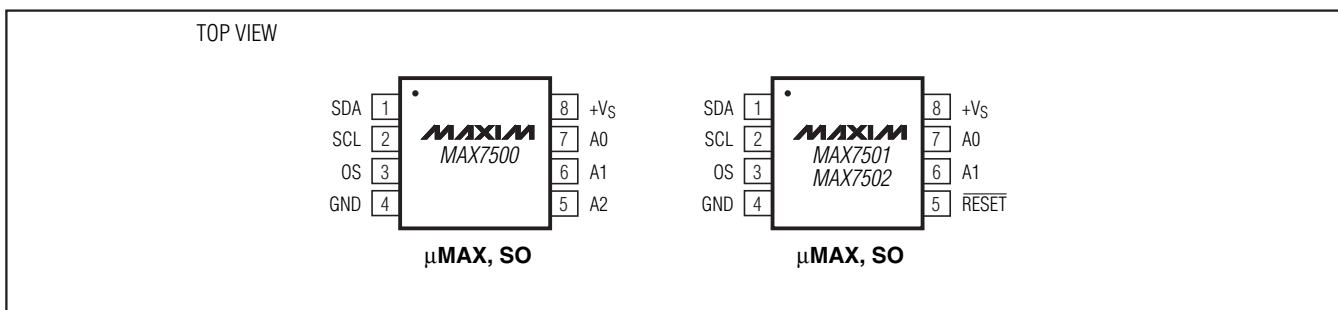 TOP VIEW
SDA 1 8 +VS
SCL 2 MAXIM 7 A0
MAX7500
OS 3 6 A1
GND 4 5 A2
μMAX, SO
SDA 1 8 +VS
SCL 2 MAXIM 7 A0
MAX7501
OS 3 MAX7502 6 A1
GND 4 5 RESET
μMAX, SO